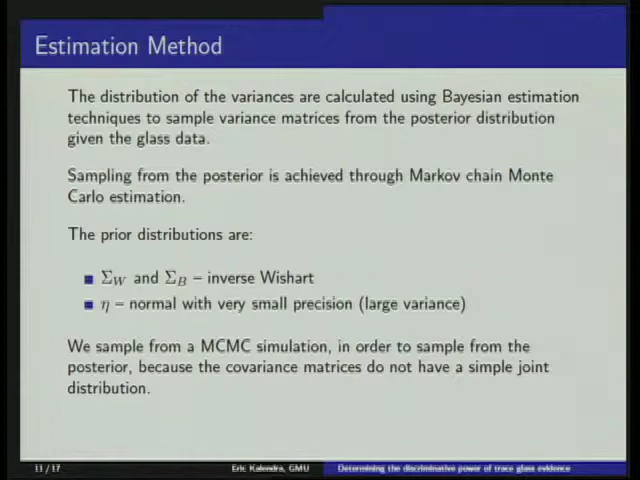 Estimation Method
The distribution of the variances are calculated using Bayesian estimation
techniques to sample variance matrices from the posterior distribution
given the glass data.
Sampling from the posterior is achieved through Markov chain Monte
Carlo estimation.
The prior distributions are:
Σ_W and Σ_B – inverse Wishart
η – normal with very small precision (large variance)
We sample from a MCMC simulation, in order to sample from the
posterior, because the covariance matrices do not have a simple joint
distribution.
11 / 17 Eric Kalendra, GMU Determining the discriminative power of trace glass evidence